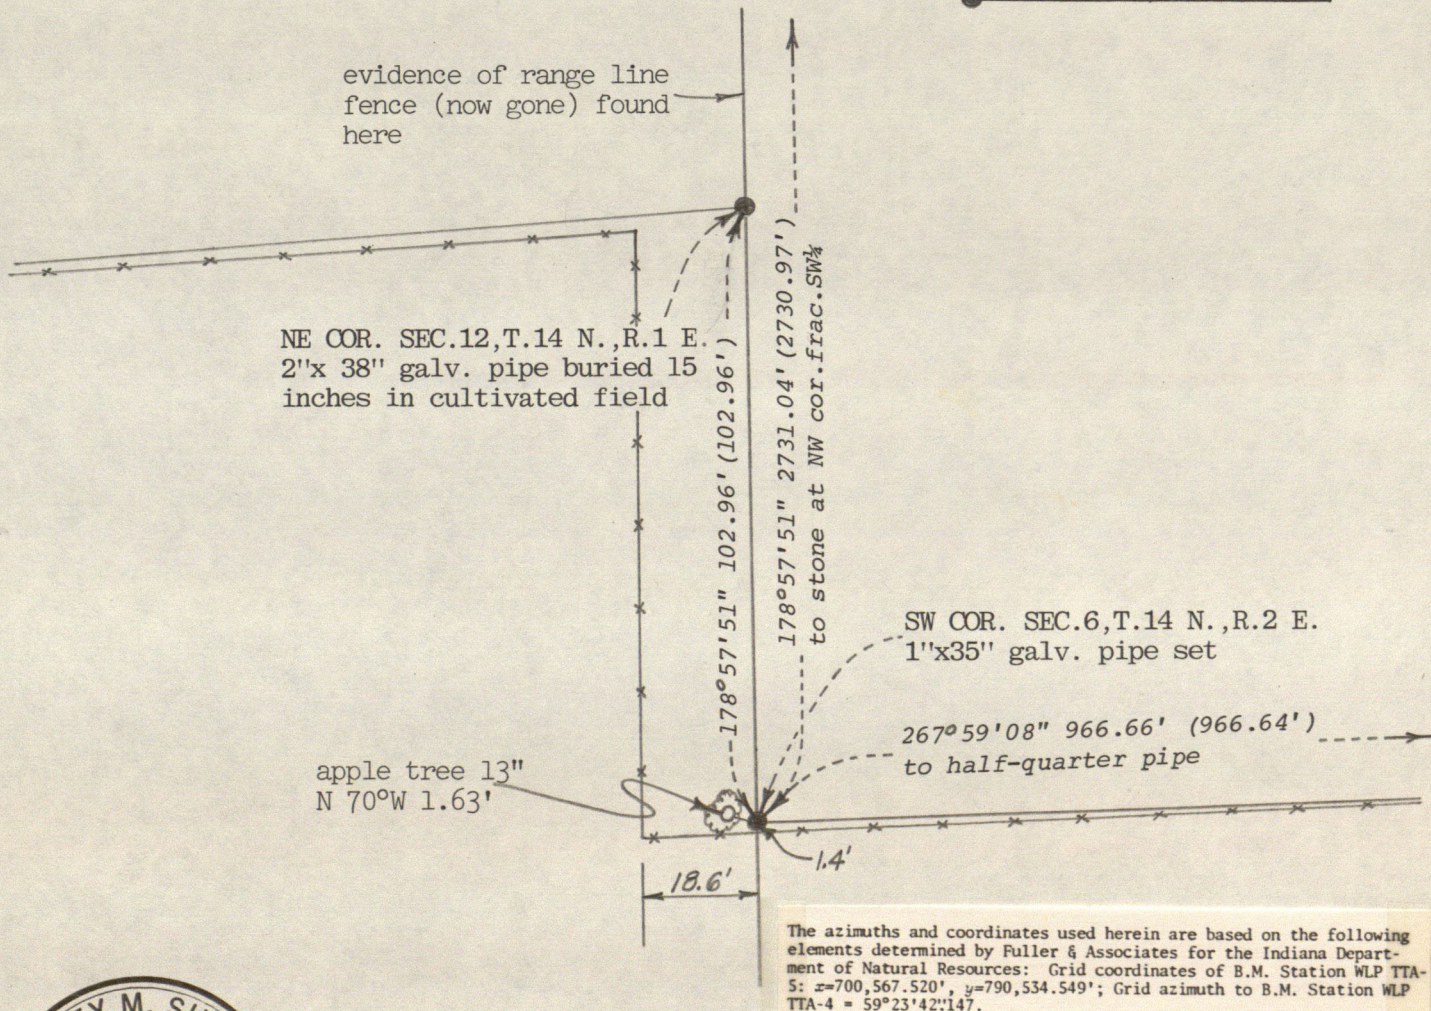 evidence of range line
fence (now gone) found
here
NE COR. SEC.12,T.14 N.,R.1 E.
2"x 38" galv. pipe buried 15
inches in cultivated field
178°57'51" 102.96' (102.96')
178°57'51" 2731.04' (2730.97')
to stone at NW cor.frac.SW¼
SW COR. SEC.6,T.14 N.,R.2 E.
1"x35" galv. pipe set
267°59'08" 966.66' (966.64')
to half-quarter pipe
apple tree 13"
N 70°W 1.63'
1.4'
18.6'
The azimuths and coordinates used herein are based on the following
elements determined by Fuller & Associates for the Indiana Depart-
ment of Natural Resources: Grid coordinates of B.M. Station WLP TTA-
5: x=700,567.520', y=790,534.549'; Grid azimuth to B.M. Station WLP
TTA-4 = 59°23'42".147.
Y M. SU